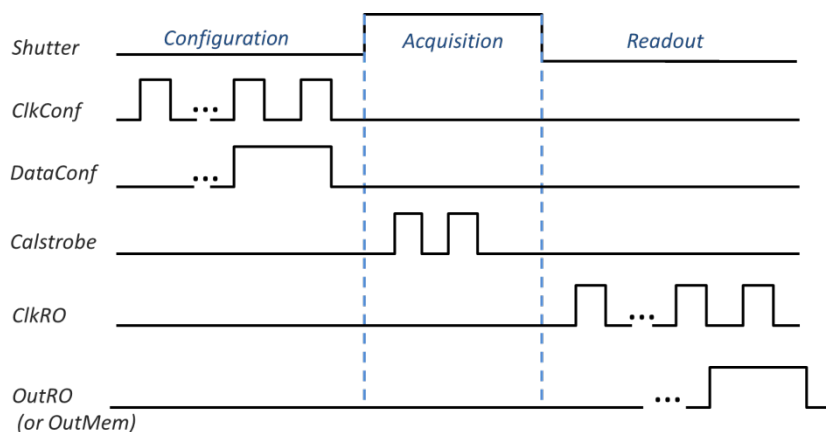 Configuration
Acquisition
Readout
Shutter
ClkConf
...
DataConf
...
Calstrobe
ClkRO
...
OutRO
...
(or OutMem)